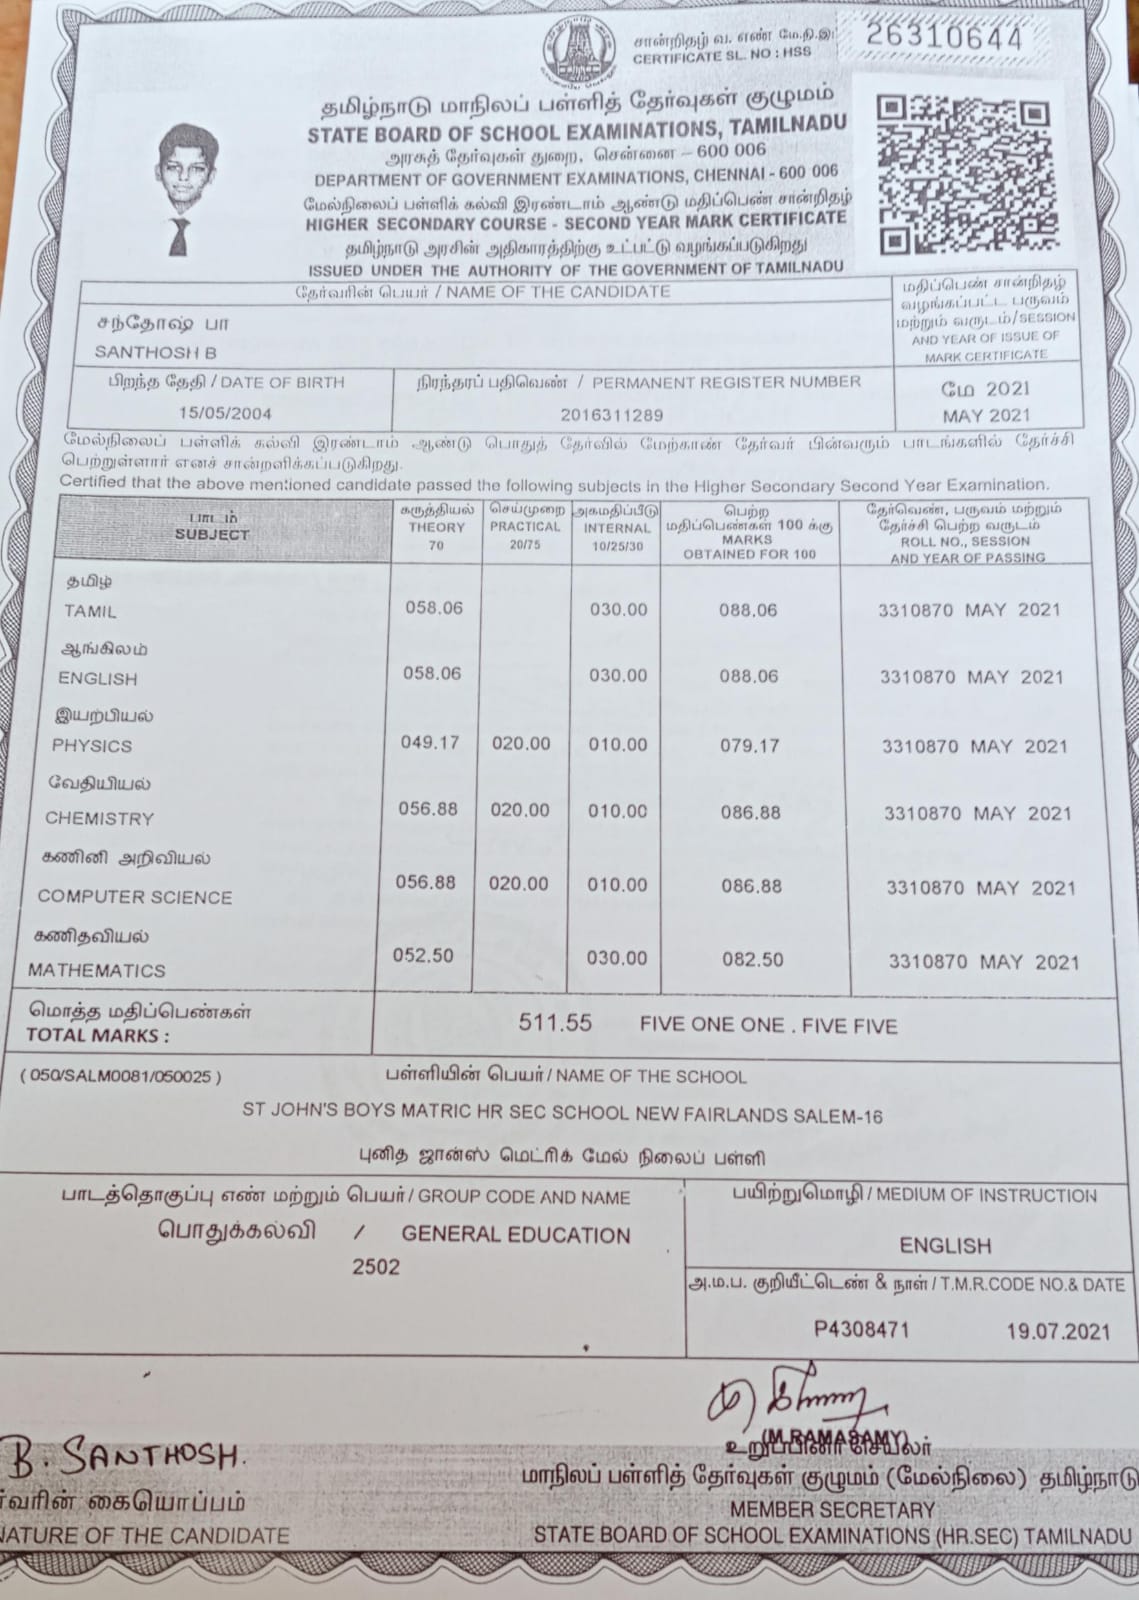 சான்றிதழ் வ. எண் மே.நி.இ:
CERTIFICATE SL. NO : HSS
26310644
தமிழ்நாடு மாநிலப் பள்ளித் தேர்வுகள் குழுமம்
STATE BOARD OF SCHOOL EXAMINATIONS, TAMILNADU
அரசுத் தேர்வுகள் துறை, சென்னை – 600 006
DEPARTMENT OF GOVERNMENT EXAMINATIONS, CHENNAI - 600 006
மேல்நிலைப் பள்ளிக் கல்வி இரண்டாம் ஆண்டு மதிப்பெண் சான்றிதழ்
HIGHER SECONDARY COURSE - SECOND YEAR MARK CERTIFICATE
தமிழ்நாடு அரசின் அதிகாரத்திற்கு உட்பட்டு வழங்கப்படுகிறது
ISSUED UNDER THE AUTHORITY OF THE GOVERNMENT OF TAMILNADU
தேர்வரின் பெயர் / NAME OF THE CANDIDATE
சந்தோஷ் பா
SANTHOSH B
மதிப்பெண் சான்றிதழ்
வழங்கப்பட்ட பருவம்
மற்றும் வருடம்/SESSION
AND YEAR OF ISSUE OF
MARK CERTIFICATE
பிறந்த தேதி / DATE OF BIRTH
15/05/2004
நிரந்தரப் பதிவெண் / PERMANENT REGISTER NUMBER
2016311289
மே 2021
MAY 2021
மேல்நிலைப் பள்ளிக் கல்வி இரண்டாம் ஆண்டு பொதுத் தேர்வில் மேற்காண் தேர்வர் பின்வரும் பாடங்களில் தேர்ச்சி
பெற்றுள்ளார் எனச் சான்றளிக்கப்படுகிறது.
Certified that the above mentioned candidate passed the following subjects in the Higher Secondary Second Year Examination.
பாடம்
SUBJECT
கருத்தியல்
THEORY
70
செய்முறை
PRACTICAL
20/75
அகமதிப்பீடு
INTERNAL
10/25/30
பெற்ற
மதிப்பெண்கள் 100 க்கு
MARKS
OBTAINED FOR 100
தேர்வெண், பருவம் மற்றும்
தேர்ச்சி பெற்ற வருடம்
ROLL NO., SESSION
AND YEAR OF PASSING
தமிழ்
TAMIL 058.06 030.00 088.06 3310870 MAY 2021
ஆங்கிலம்
ENGLISH 058.06 030.00 088.06 3310870 MAY 2021
இயற்பியல்
PHYSICS 049.17 020.00 010.00 079.17 3310870 MAY 2021
வேதியியல்
CHEMISTRY 056.88 020.00 010.00 086.88 3310870 MAY 2021
கணினி அறிவியல்
COMPUTER SCIENCE 056.88 020.00 010.00 086.88 3310870 MAY 2021
கணிதவியல்
MATHEMATICS 052.50 030.00 082.50 3310870 MAY 2021
மொத்த மதிப்பெண்கள்
TOTAL MARKS :
511.55 FIVE ONE ONE . FIVE FIVE
( 050/SALM0081/050025 )
பள்ளியின் பெயர் / NAME OF THE SCHOOL
ST JOHN'S BOYS MATRIC HR SEC SCHOOL NEW FAIRLANDS SALEM-16
புனித ஜான்ஸ் மெட்ரிக் மேல் நிலைப் பள்ளி
பாடத்தொகுப்பு எண் மற்றும் பெயர் / GROUP CODE AND NAME
பொதுக்கல்வி / GENERAL EDUCATION
2502
பயிற்றுமொழி / MEDIUM OF INSTRUCTION
ENGLISH
அ.ம.ப. குறியீட்டெண் & நாள் / T.M.R.CODE NO.& DATE
P4308471 19.07.2021
B. SANTHOSH.
ர்வரின் கையொப்பம்
NATURE OF THE CANDIDATE
(M.RAMASAMY)
உறுப்பினர் செயலர்
மாநிலப் பள்ளித் தேர்வுகள் குழுமம் (மேல்நிலை) தமிழ்நாடு
MEMBER SECRETARY
STATE BOARD OF SCHOOL EXAMINATIONS (HR.SEC) TAMILNADU